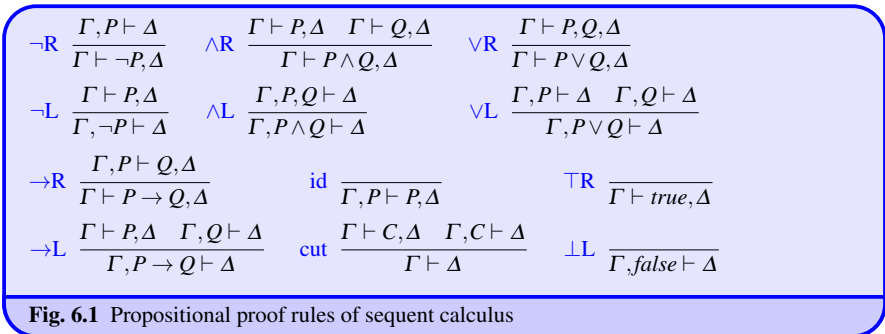 ¬R Γ, P ⊢ Δ / Γ ⊢ ¬P, Δ ∧R Γ ⊢ P, Δ Γ ⊢ Q, Δ / Γ ⊢ P ∧ Q, Δ ∨R Γ ⊢ P, Q, Δ / Γ ⊢ P ∨ Q, Δ
¬L Γ ⊢ P, Δ / Γ, ¬P ⊢ Δ ∧L Γ, P, Q ⊢ Δ / Γ, P ∧ Q ⊢ Δ ∨L Γ, P ⊢ Δ Γ, Q ⊢ Δ / Γ, P ∨ Q ⊢ Δ
→R Γ, P ⊢ Q, Δ / Γ ⊢ P → Q, Δ id Γ, P ⊢ P, Δ ⊤R Γ ⊢ true, Δ
→L Γ ⊢ P, Δ Γ, Q ⊢ Δ / Γ, P → Q ⊢ Δ cut Γ ⊢ C, Δ Γ, C ⊢ Δ / Γ ⊢ Δ ⊥L Γ, false ⊢ Δ
Fig. 6.1 Propositional proof rules of sequent calculus